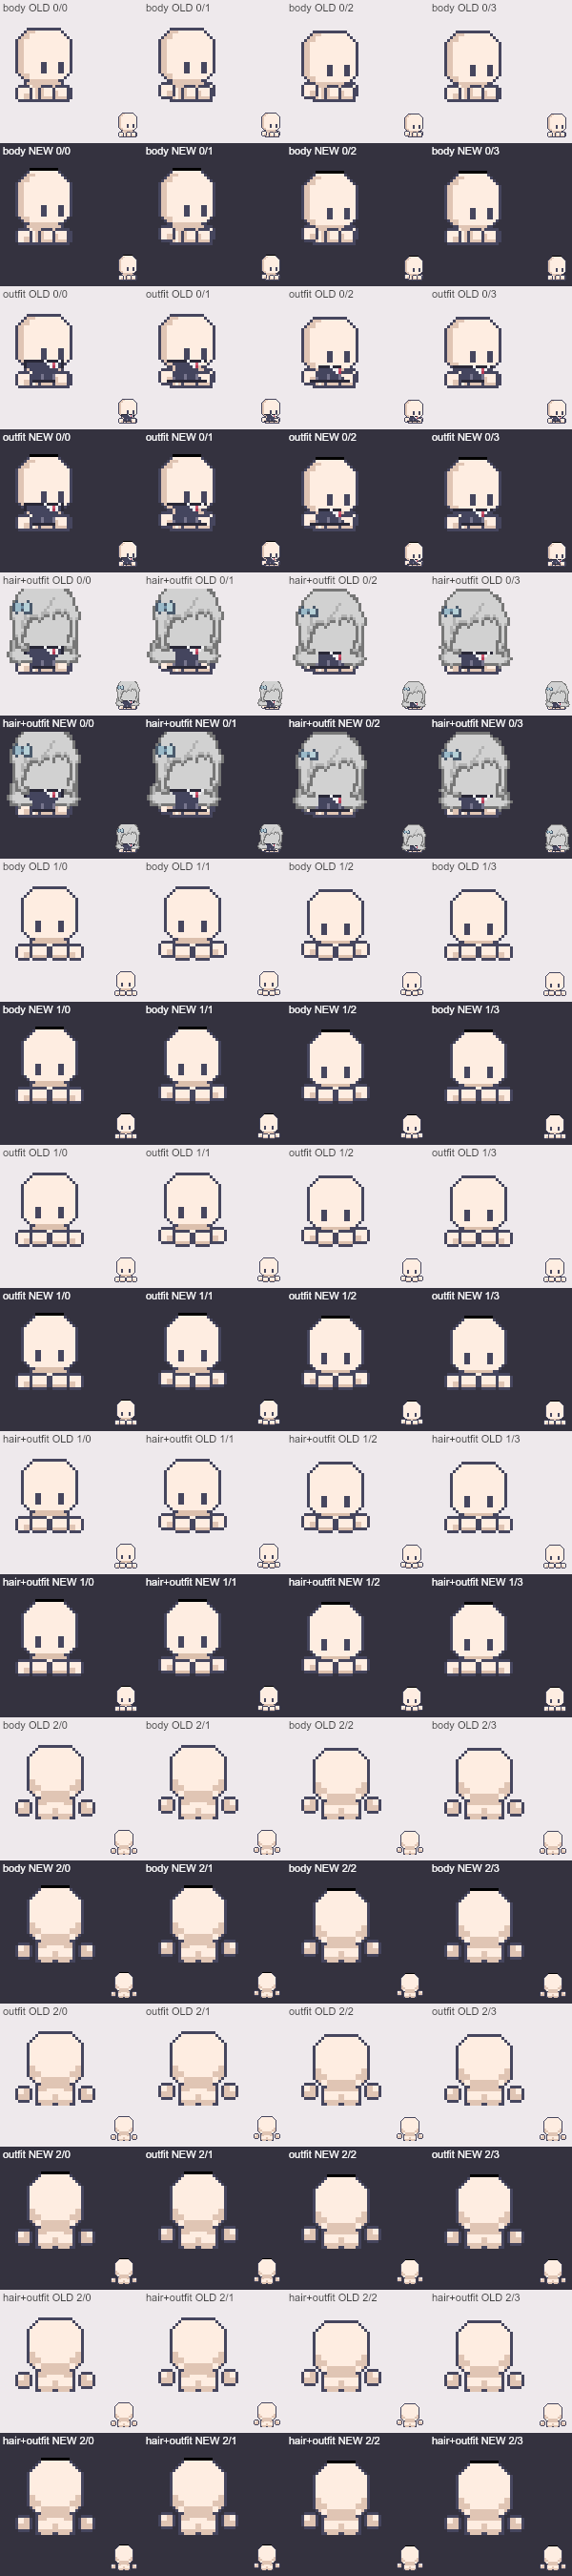 body OLD 0/0 body OLD 0/1 body OLD 0/2 body OLD 0/3
body NEW 0/0 body NEW 0/1 body NEW 0/2 body NEW 0/3
outfit OLD 0/0 outfit OLD 0/1 outfit OLD 0/2 outfit OLD 0/3
outfit NEW 0/0 outfit NEW 0/1 outfit NEW 0/2 outfit NEW 0/3
hair+outfit OLD 0/0 hair+outfit OLD 0/1 hair+outfit OLD 0/2 hair+outfit OLD 0/3
hair+outfit NEW 0/0 hair+outfit NEW 0/1 hair+outfit NEW 0/2 hair+outfit NEW 0/3
body OLD 1/0 body OLD 1/1 body OLD 1/2 body OLD 1/3
body NEW 1/0 body NEW 1/1 body NEW 1/2 body NEW 1/3
outfit OLD 1/0 outfit OLD 1/1 outfit OLD 1/2 outfit OLD 1/3
outfit NEW 1/0 outfit NEW 1/1 outfit NEW 1/2 outfit NEW 1/3
hair+outfit OLD 1/0 hair+outfit OLD 1/1 hair+outfit OLD 1/2 hair+outfit OLD 1/3
hair+outfit NEW 1/0 hair+outfit NEW 1/1 hair+outfit NEW 1/2 hair+outfit NEW 1/3
body OLD 2/0 body OLD 2/1 body OLD 2/2 body OLD 2/3
body NEW 2/0 body NEW 2/1 body NEW 2/2 body NEW 2/3
outfit OLD 2/0 outfit OLD 2/1 outfit OLD 2/2 outfit OLD 2/3
outfit NEW 2/0 outfit NEW 2/1 outfit NEW 2/2 outfit NEW 2/3
hair+outfit OLD 2/0 hair+outfit OLD 2/1 hair+outfit OLD 2/2 hair+outfit OLD 2/3
hair+outfit NEW 2/0 hair+outfit NEW 2/1 hair+outfit NEW 2/2 hair+outfit NEW 2/3